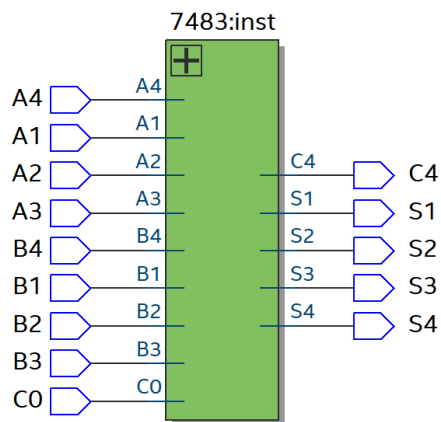 7483:inst
A4 A4
A1 A1
A2 A2 C4 C4
A3 A3 S1 S1
B4 B4 S2 S2
B1 B1 S3 S3
B2 B2 S4 S4
B3 B3
C0 C0